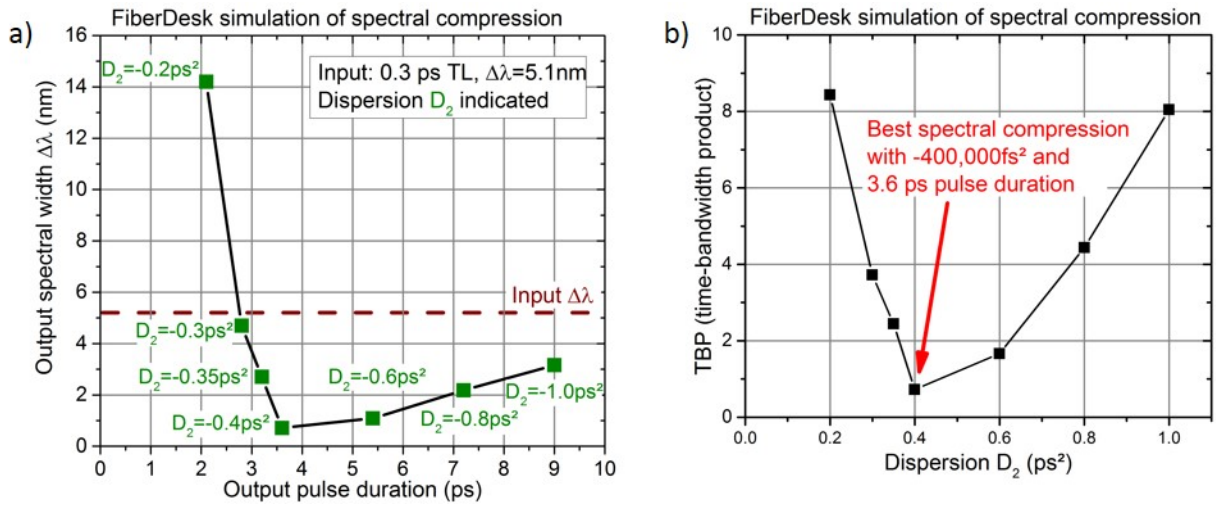 a)
FiberDesk simulation of spectral compression
16
14
12
10
8
6
4
2
0
Output spectral width Δλ (nm)
D₂=-0.2ps²
Input: 0.3 ps TL, Δλ=5.1nm
Dispersion D₂ indicated
Input Δλ
D₂=-0.3ps²
D₂=-0.35ps²
D₂=-0.6ps²
D₂=-0.4ps²
D₂=-0.8ps²
D₂=-1.0ps²
0 1 2 3 4 5 6 7 8 9 10
Output pulse duration (ps)
b)
FiberDesk simulation of spectral compression
10
8
6
4
2
0
TBP (time-bandwidth product)
Best spectral compression
with -400,000fs² and
3.6 ps pulse duration
0.0 0.2 0.4 0.6 0.8 1.0
Dispersion D₂ (ps²)